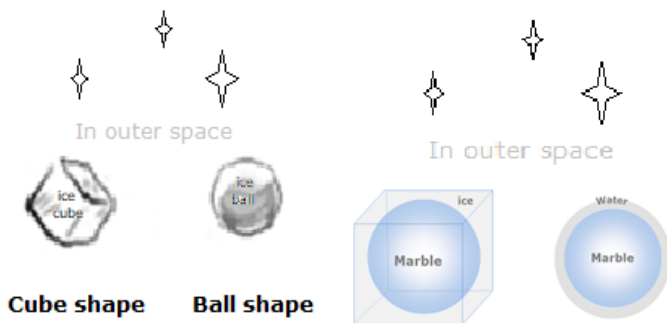 In outer space
ice
cube
ice
ball
Cube shape
Ball shape
In outer space
ice
Marble
Water
Marble